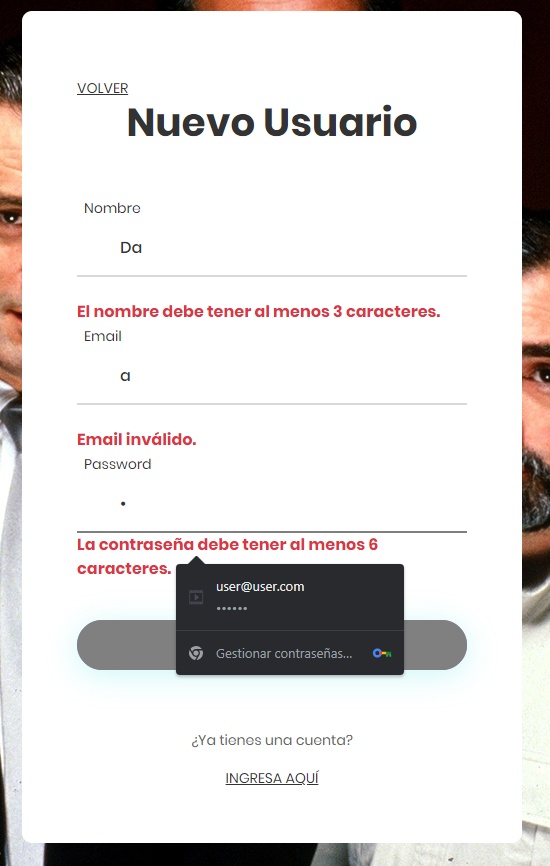 VOLVER
Nuevo Usuario
Nombre
Da
El nombre debe tener al menos 3 caracteres.
Email
a
Email inválido.
Password
•
La contraseña debe tener al menos 6
caracteres.
user@user.com
••••••
Gestionar contraseñas...
¿Ya tienes una cuenta?
INGRESA AQUÍ